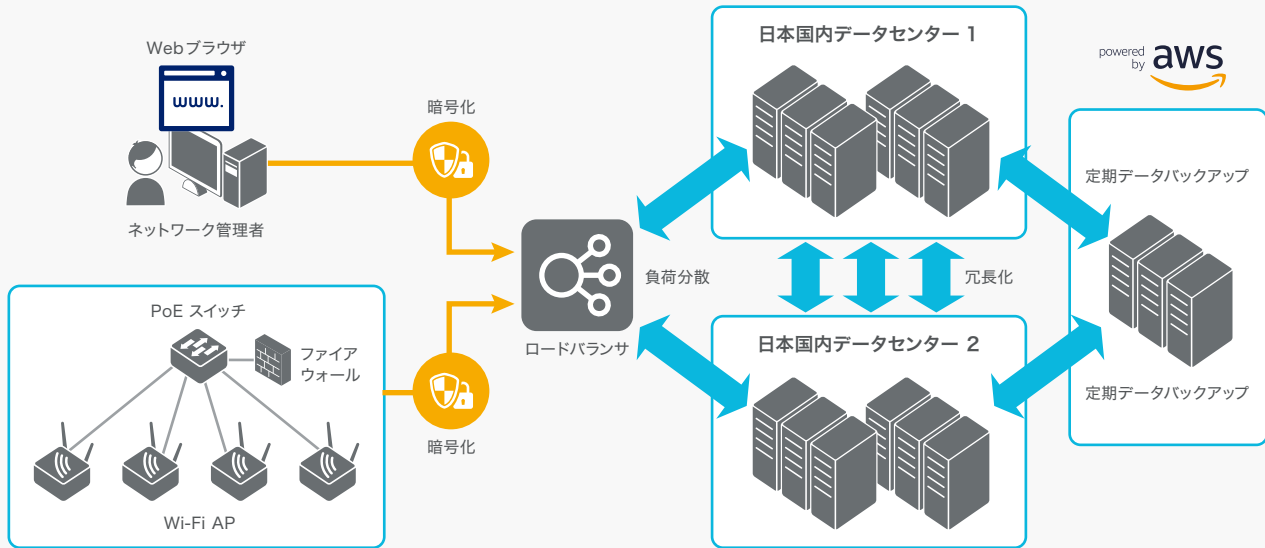 Webブラウザ
www.
ネットワーク管理者
暗号化
PoE スイッチ
ファイア
ウォール
Wi-Fi AP
暗号化
ロードバランサ
負荷分散
日本国内データセンター 1
冗長化
日本国内データセンター 2
powered
by
aws
定期データバックアップ
定期データバックアップ